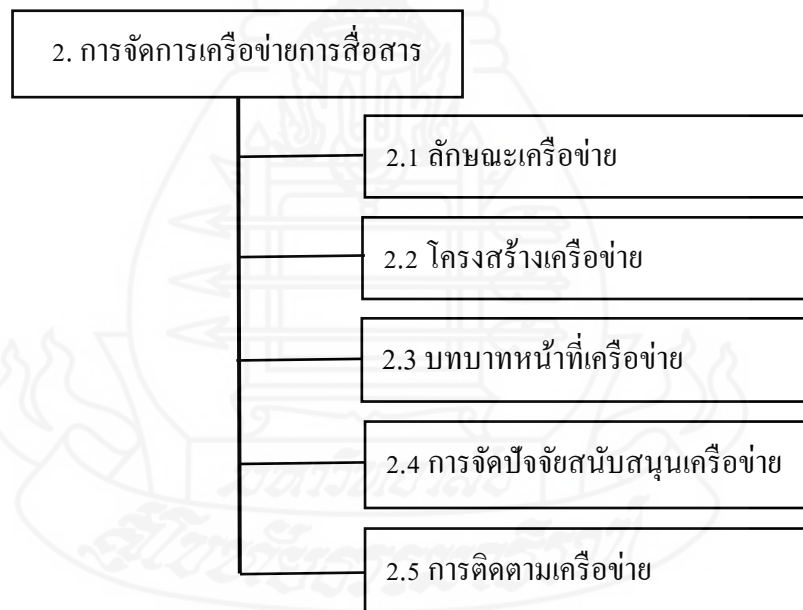 2. การจัดการเครือข่ายการสื่อสาร
2.1 ลักษณะเครือข่าย
2.2 โครงสร้างเครือข่าย
2.3 บทบาทหน้าที่เครือข่าย
2.4 การจัดปัจจัยสนับสนุนเครือข่าย
2.5 การติดตามเครือข่าย